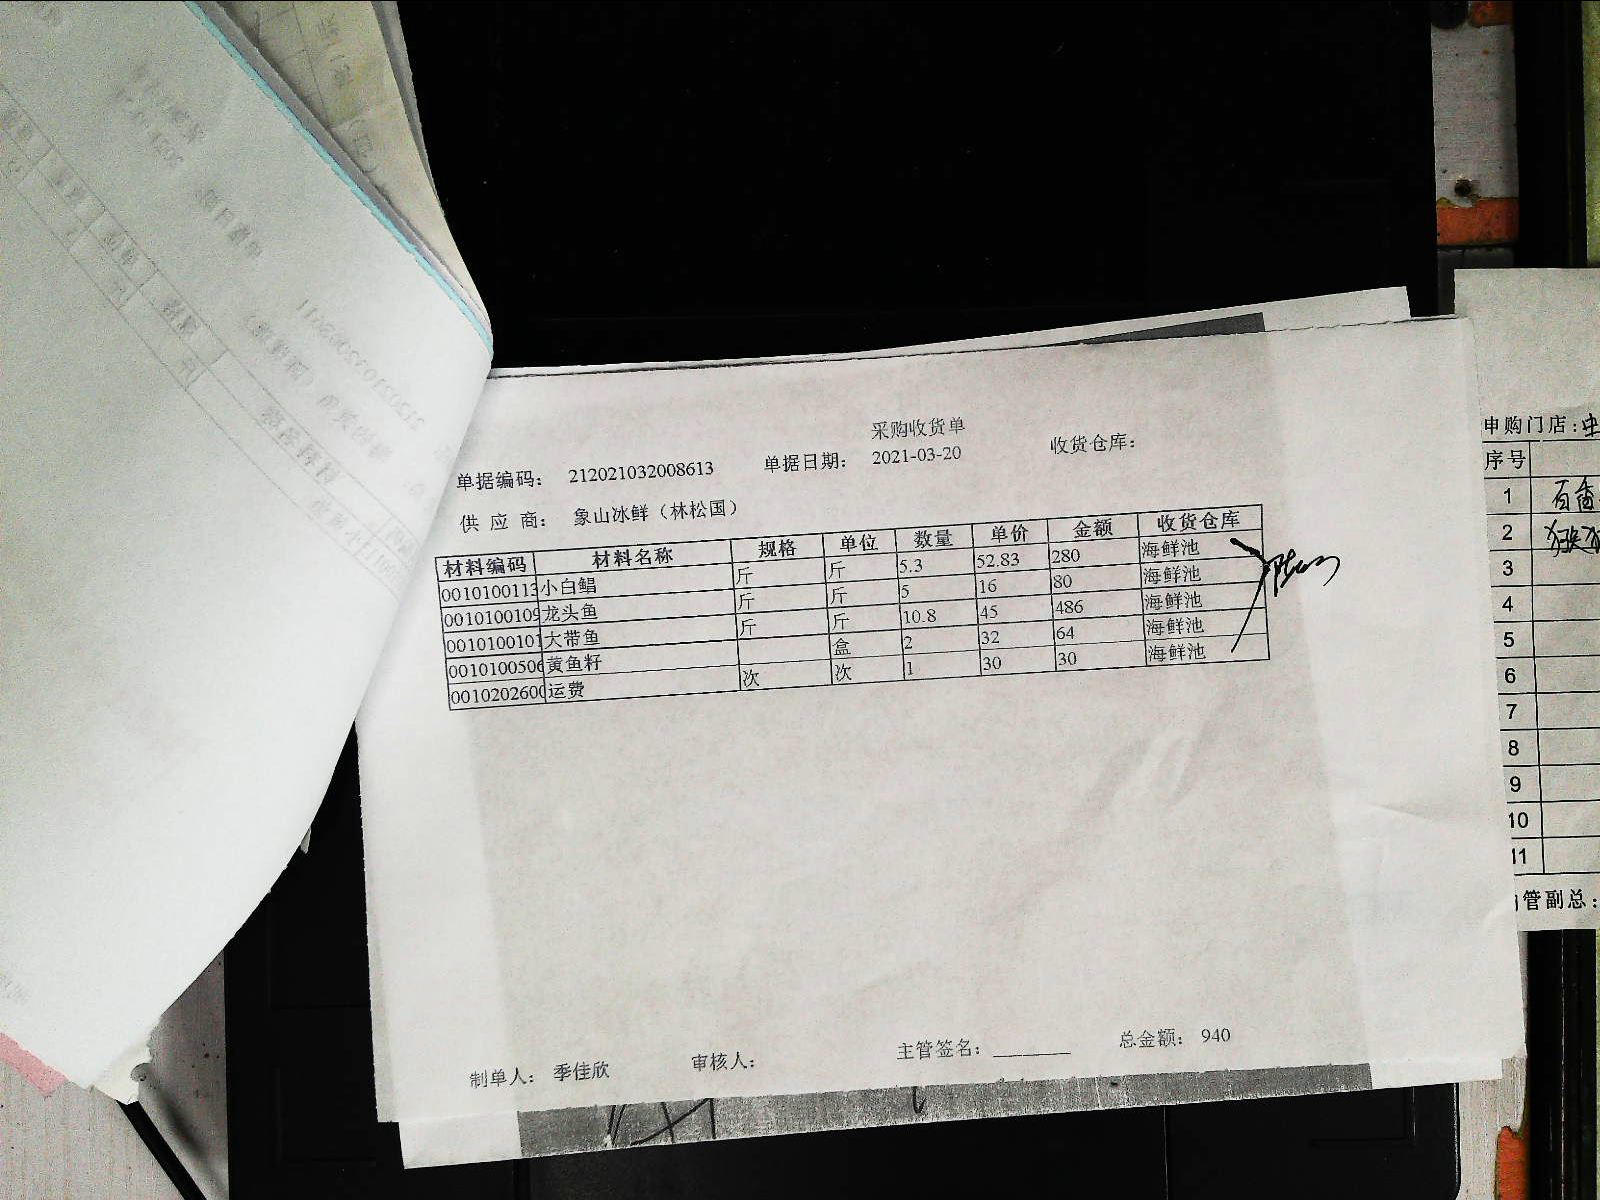 采购收货单
单据编码： 212021032008613 单据日期： 2021-03-20 收货仓库：
供 应 商： 象山冰鲜（林松国）
材料编码 材料名称 规格 单位 数量 单价 金额 收货仓库
0010100113 小白鲳 斤 斤 5.3 52.83 280 海鲜池
0010100109 龙头鱼 斤 斤 5 16 80 海鲜池
0010100101 大带鱼 斤 斤 10.8 45 486 海鲜池
0010100506 黄鱼籽 盒 2 32 64 海鲜池
0010202600 运费 次 次 1 30 30 海鲜池
制单人： 季佳欣 审核人： 主管签名：________ 总金额： 940
申购门店：
序号
1 百香
2
3
4
5
6
7
8
9
10
11
管副总：